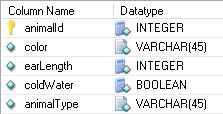 Column Name Datatype
animalId INTEGER
color VARCHAR(45)
earLength INTEGER
coldWater BOOLEAN
animalType VARCHAR(45)